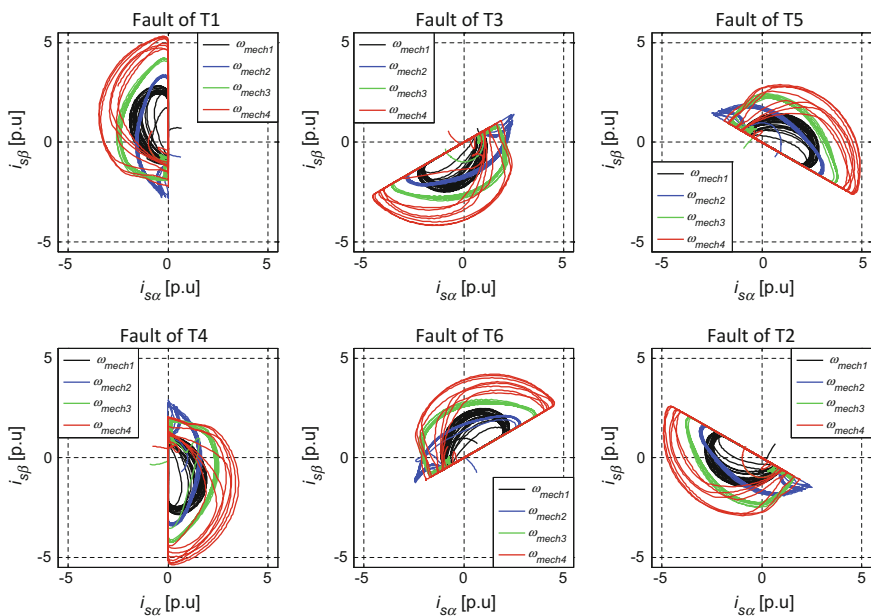 Fault of T1
5
0
-5
-5
0
5
isβ [p.u]
isα [p.u]
ωmech1
ωmech2
ωmech3
ωmech4
Fault of T3
5
0
-5
-5
0
5
isβ [p.u]
isα [p.u]
ωmech1
ωmech2
ωmech3
ωmech4
Fault of T5
5
0
-5
-5
0
5
isβ [p.u]
isα [p.u]
ωmech1
ωmech2
ωmech3
ωmech4
Fault of T4
5
0
-5
-5
0
5
isβ [p.u]
isα [p.u]
ωmech1
ωmech2
ωmech3
ωmech4
Fault of T6
5
0
-5
-5
0
5
isβ [p.u]
isα [p.u]
ωmech1
ωmech2
ωmech3
ωmech4
Fault of T2
5
0
-5
-5
0
5
isβ [p.u]
isα [p.u]
ωmech1
ωmech2
ωmech3
ωmech4